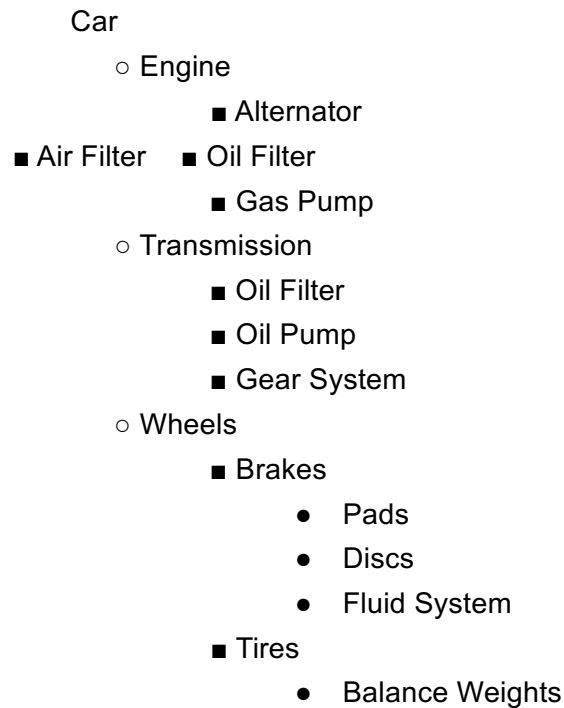 Car
○ Engine
■ Alternator
■ Air Filter ■ Oil Filter
■ Gas Pump
○ Transmission
■ Oil Filter
■ Oil Pump
■ Gear System
○ Wheels
■ Brakes
● Pads
● Discs
● Fluid System
■ Tires
● Balance Weights